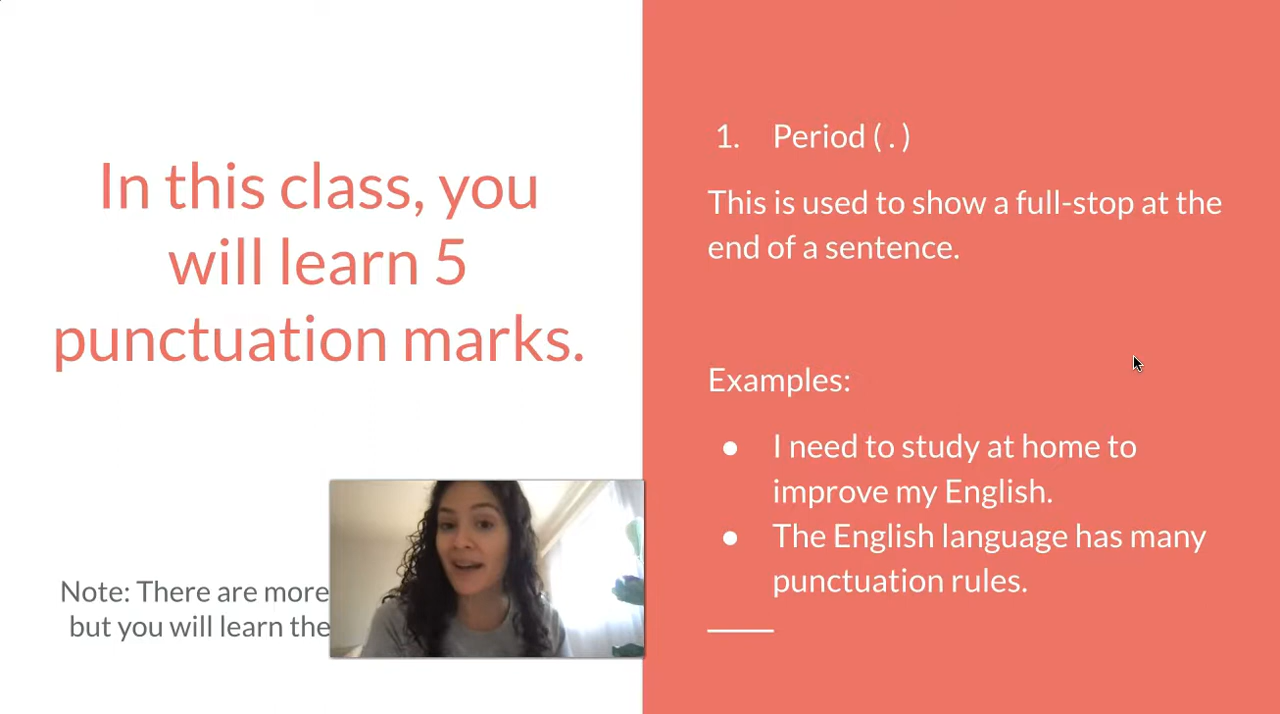 In this class, you
will learn 5
punctuation marks.
Note: There are more
but you will learn the
1. Period ( . )
This is used to show a full-stop at the
end of a sentence.
Examples:
● I need to study at home to
improve my English.
● The English language has many
punctuation rules.